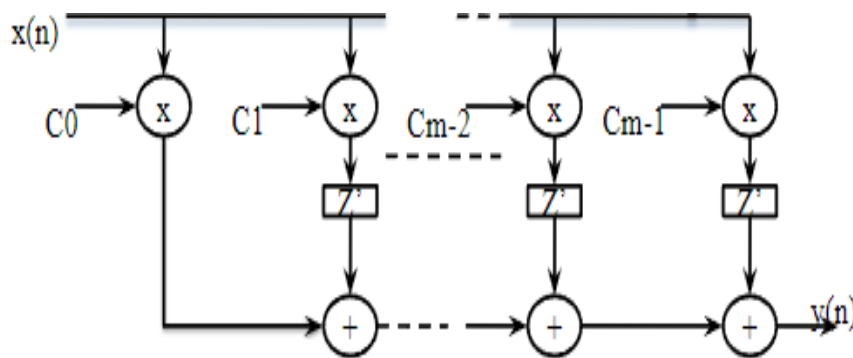 x(n)
C0 x C1 x Cm-2 x Cm-1 x
Z' Z' Z'
+ + + y(n)